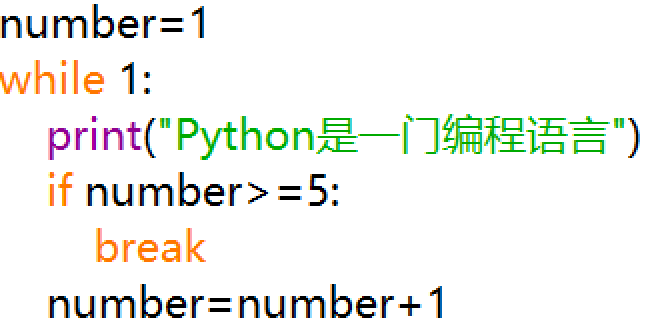 number=1
while 1:
    print("Python是一门编程语言")
    if number>=5:
        break
    number=number+1